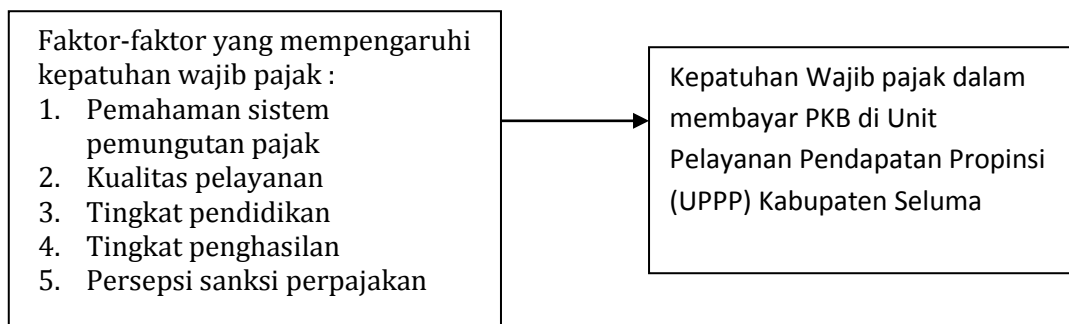 Faktor-faktor yang mempengaruhi
kepatuhan wajib pajak :
1. Pemahaman sistem
pemungutan pajak
2. Kualitas pelayanan
3. Tingkat pendidikan
4. Tingkat penghasilan
5. Persepsi sanksi perpajakan
Kepatuhan Wajib pajak dalam
membayar PKB di Unit
Pelayanan Pendapatan Propinsi
(UPPP) Kabupaten Seluma